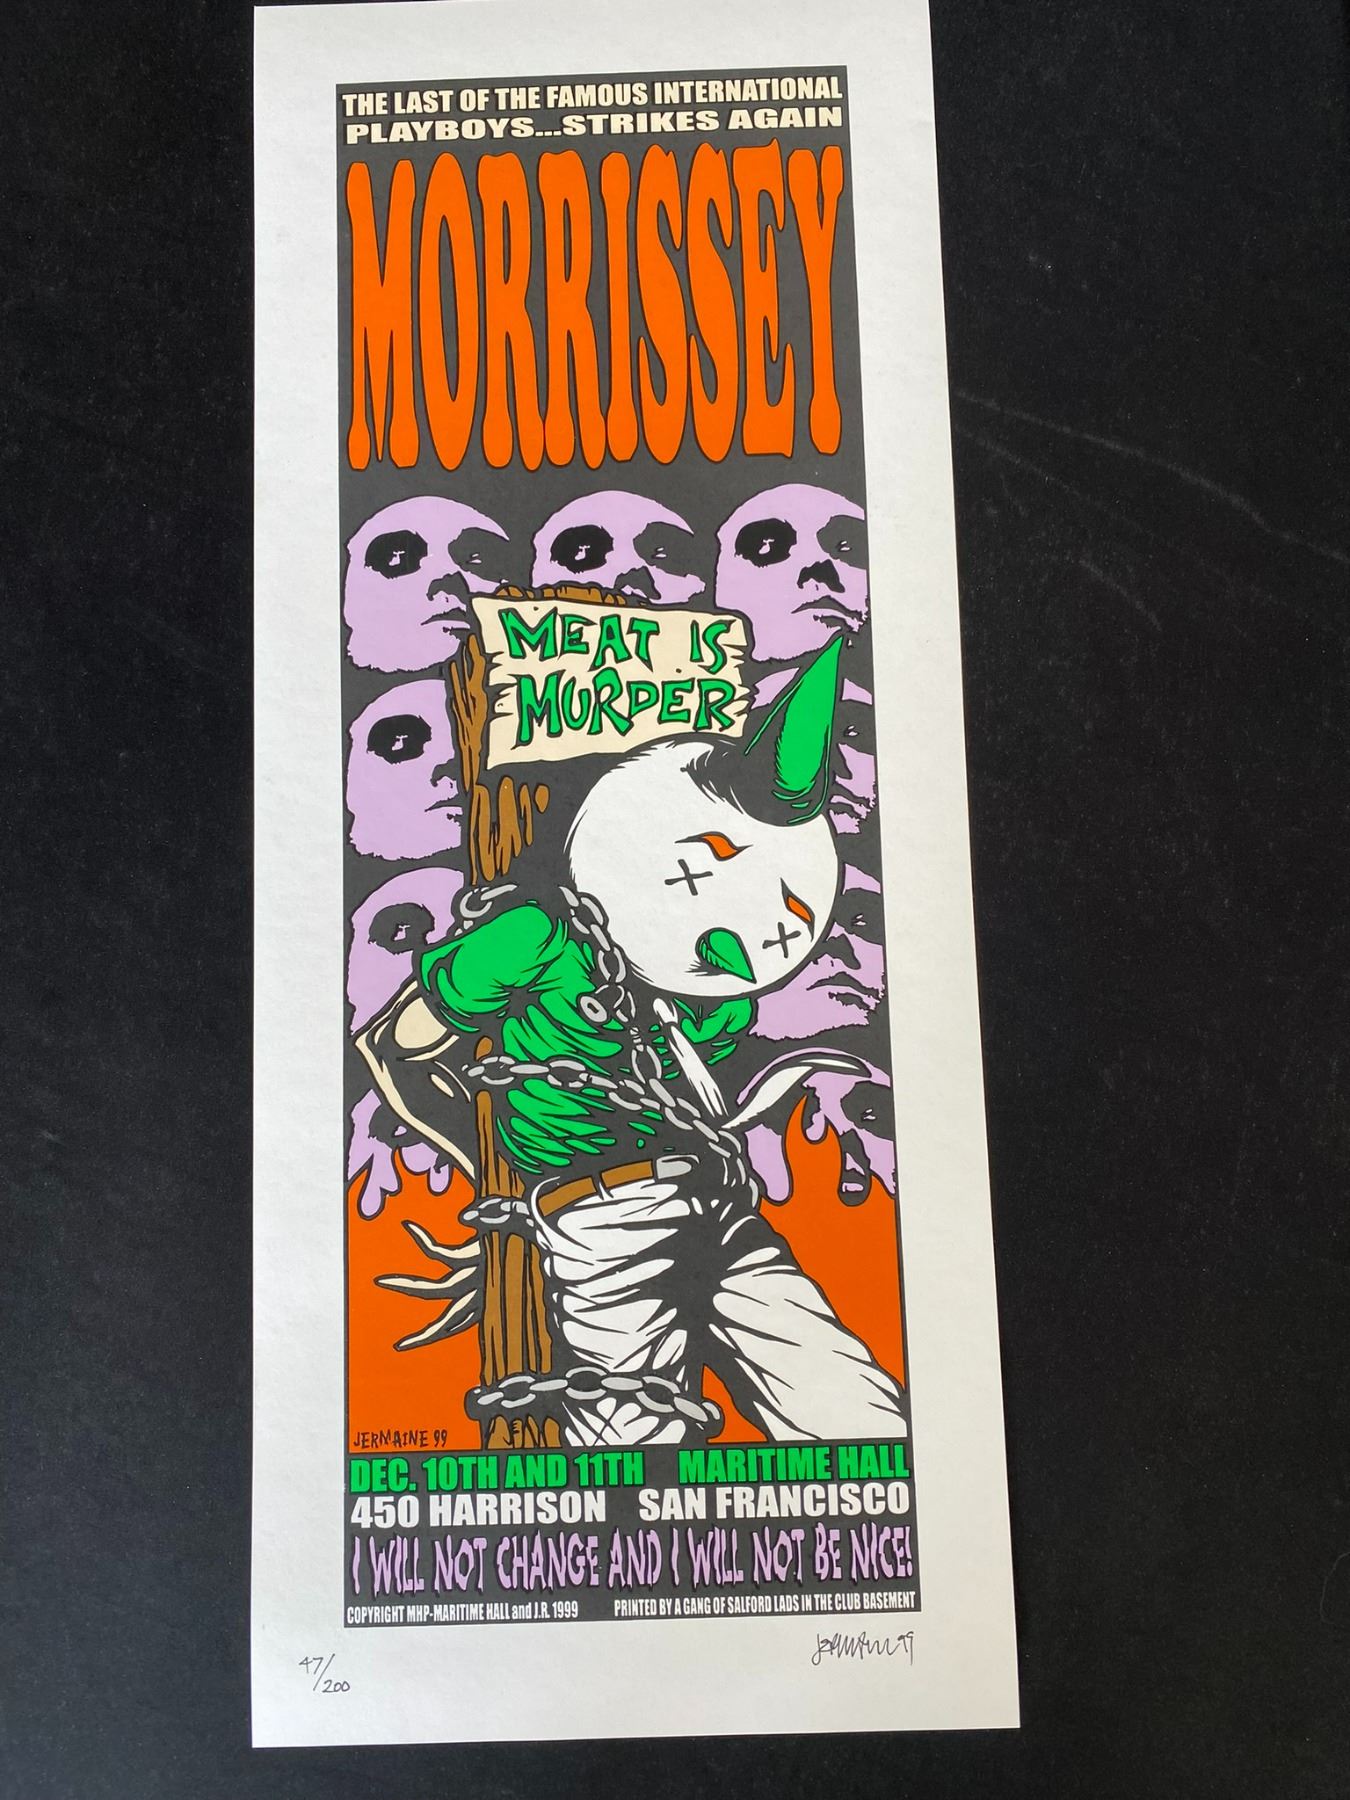 THE LAST OF THE FAMOUS INTERNATIONAL
PLAYBOYS...STRIKES AGAIN
MORRISSEY
MEAT IS
MURDER
JERMAINE 99
DEC. 10TH AND 11TH MARITIME HALL
450 HARRISON SAN FRANCISCO
I WILL NOT CHANGE AND I WILL NOT BE NICE!
COPYRIGHT MHP-MARITIME HALL and J.R. 1999 PRINTED BY A GANG OF SALFORD LADS IN THE CLUB BASEMENT
47/200 Jermaine 99